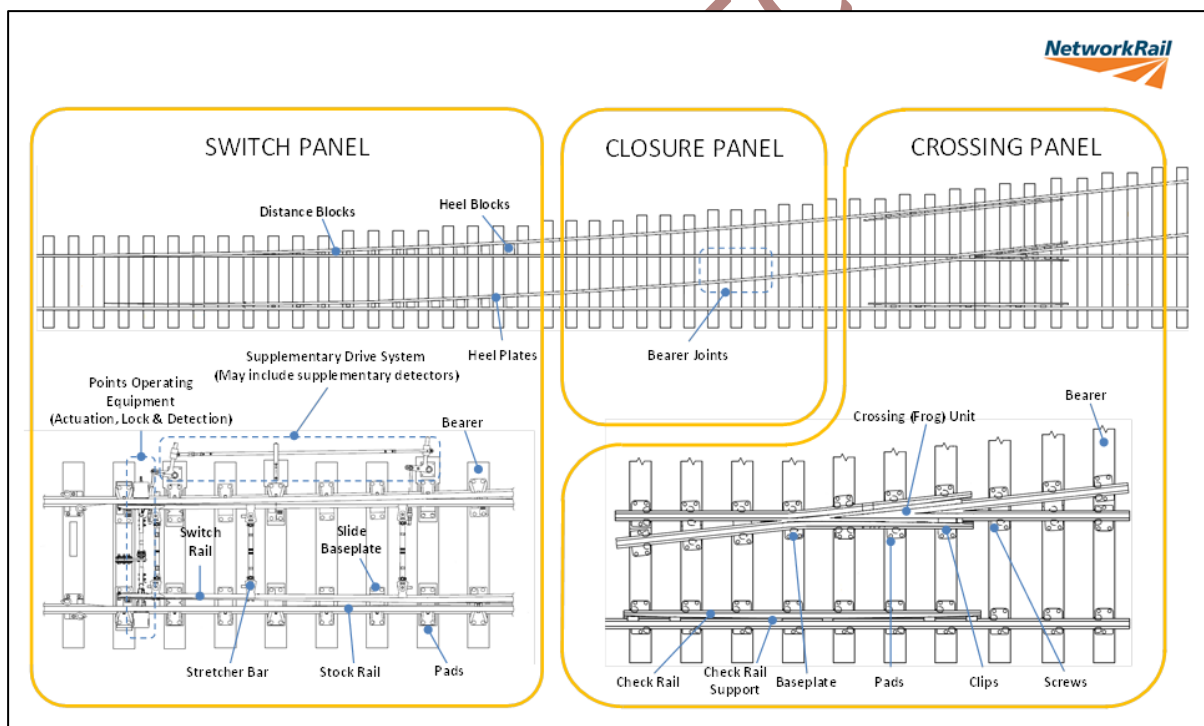 NetworkRail
SWITCH PANEL
CLOSURE PANEL
CROSSING PANEL
Distance Blocks
Heel Blocks
Heel Plates
Bearer Joints
Supplementary Drive System
(May include supplementary detectors)
Points Operating
Equipment
(Actuation, Lock & Detection)
Bearer
Switch
Rail
Slide
Baseplate
Stretcher Bar
Stock Rail
Pads
Crossing (Frog) Unit
Bearer
Check Rail
Check Rail
Support
Baseplate
Pads
Clips
Screws